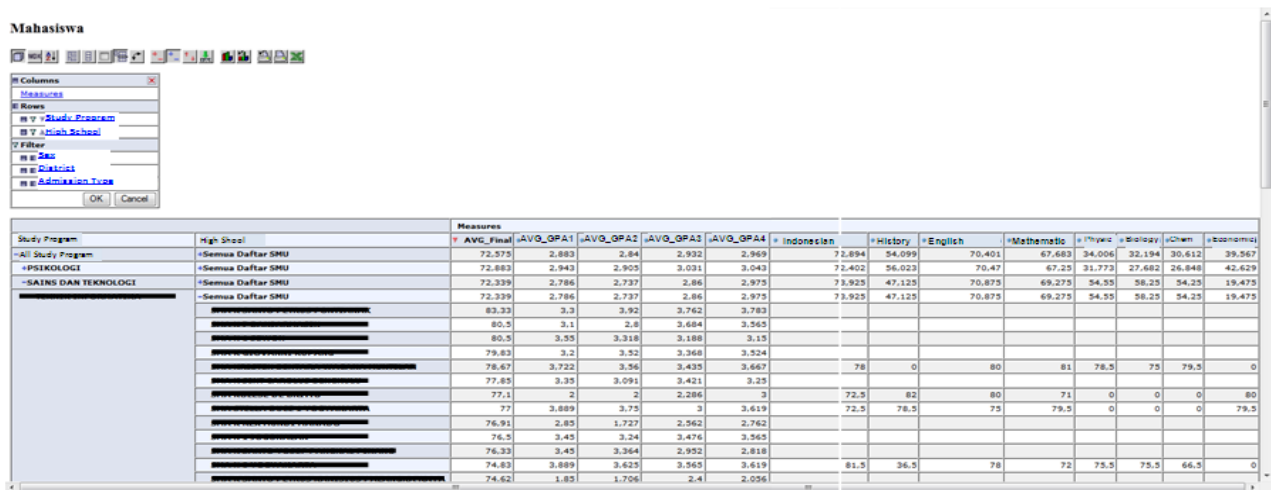 Mahasiswa
MDX
Columns
Measures
Rows
Study Program
High School
Filter
Sex
District
Admission Type
OK Cancel
Measures
Study Program High Shool AVG_Final AVG_GPA1 AVG_GPA2 AVG_GPA3 AVG_GPA4 Indonesian History English Mathematic Physic Biology Chem Economic
-All Study Program +Semua Daftar SMU 72,575 2,883 2,84 2,932 2,969 72,894 54,099 70,401 67,683 34,006 32,194 30,612 39,567
+PSIKOLOGI +Semua Daftar SMU 72,883 2,943 2,905 3,031 3,043 72,402 56,023 70,47 67,25 31,773 27,682 26,848 42,629
-SAINS DAN TEKNOLOGI +Semua Daftar SMU 72,339 2,786 2,737 2,86 2,975 73,925 47,125 70,875 69,275 54,55 58,25 54,25 19,475
-Semua Daftar SMU 72,339 2,786 2,737 2,86 2,975 73,925 47,125 70,875 69,275 54,55 58,25 54,25 19,475
83,33 3,3 3,92 3,762 3,783
80,5 3,1 2,8 3,684 3,565
80,5 3,55 3,318 3,188 3,15
79,83 3,2 3,52 3,368 3,524
78,67 3,722 3,56 3,435 3,667 78 0 80 81 78,5 75 79,5 0
77,85 3,35 3,091 3,421 3,25
77,1 2 2 2,286 3 72,5 82 80 71 0 0 0 80
77 3,889 3,75 3 3,619 72,5 78,5 75 79,5 0 0 0 79,5
76,91 2,85 1,727 2,562 2,762
76,5 3,45 3,24 3,476 3,565
76,33 3,45 3,364 2,952 2,818
74,83 3,889 3,625 3,565 3,619 81,5 36,5 78 72 75,5 75,5 66,5 0
74,62 1,85 1,706 2,4 2,056